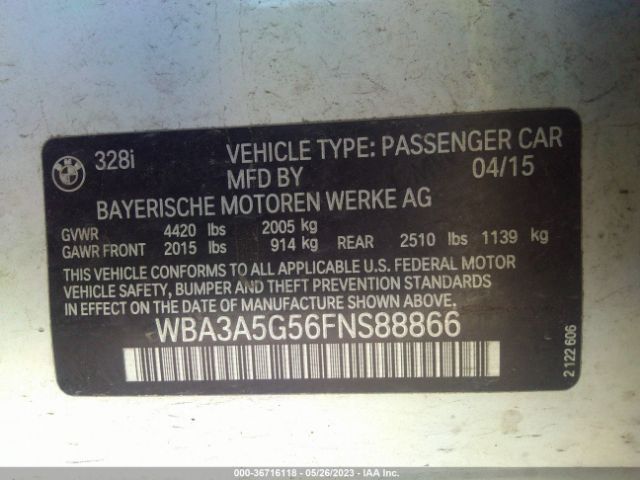 BMW
328i VEHICLE TYPE: PASSENGER CAR
MFD BY 04/15
BAYERISCHE MOTOREN WERKE AG
GVWR 4420 lbs 2005 kg
GAWR FRONT 2015 lbs 914 kg REAR 2510 lbs 1139 kg
THIS VEHICLE CONFORMS TO ALL APPLICABLE U.S. FEDERAL MOTOR
VEHICLE SAFETY, BUMPER AND THEFT PREVENTION STANDARDS
IN EFFECT ON THE DATE OF MANUFACTURE SHOWN ABOVE.
WBA3A5G56FNS88866
2 122 606
000-36716118 - 05/26/2023 - IAA Inc.